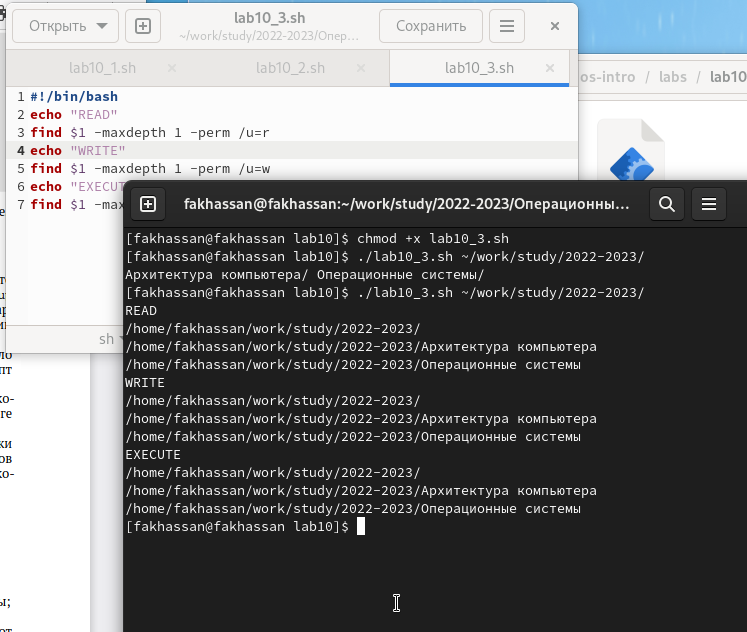 Открыть
lab10_3.sh
~/work/study/2022-2023/Опер…
Сохранить
lab10_1.sh
lab10_2.sh
lab10_3.sh
os-intro / labs / lab10
1 #!/bin/bash
2 echo "READ"
3 find $1 -maxdepth 1 -perm /u=r
4 echo "WRITE"
5 find $1 -maxdepth 1 -perm /u=w
6 echo "EXECUT
7 find $1 -max
sh
fakhassan@fakhassan:~/work/study/2022-2023/Операционны…
[fakhassan@fakhassan lab10]$ chmod +x lab10_3.sh
[fakhassan@fakhassan lab10]$ ./lab10_3.sh ~/work/study/2022-2023/
Архитектура компьютера/ Операционные системы/
[fakhassan@fakhassan lab10]$ ./lab10_3.sh ~/work/study/2022-2023/
READ
/home/fakhassan/work/study/2022-2023/
/home/fakhassan/work/study/2022-2023/Архитектура компьютера
/home/fakhassan/work/study/2022-2023/Операционные системы
WRITE
/home/fakhassan/work/study/2022-2023/
/home/fakhassan/work/study/2022-2023/Архитектура компьютера
/home/fakhassan/work/study/2022-2023/Операционные системы
EXECUTE
/home/fakhassan/work/study/2022-2023/
/home/fakhassan/work/study/2022-2023/Архитектура компьютера
/home/fakhassan/work/study/2022-2023/Операционные системы
[fakhassan@fakhassan lab10]$